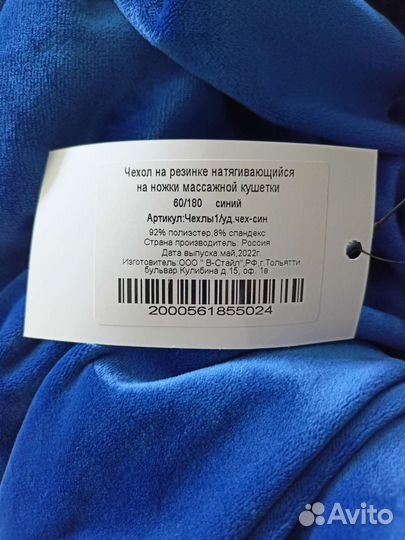 Чехол на резинке натягивающийся
на ножки массажной кушетки
60/180 синий
Артикул:Чехлы1/уд.чех-син
92% полиэстер,8% спандекс
Страна производитель: Россия
Дата выпуска:май,2022г.
Изготовитель:ООО " В-Стайл",РФ,г.Тольятти
бульвар Кулибина д.15, оф. 1в
2000561855024
Avito